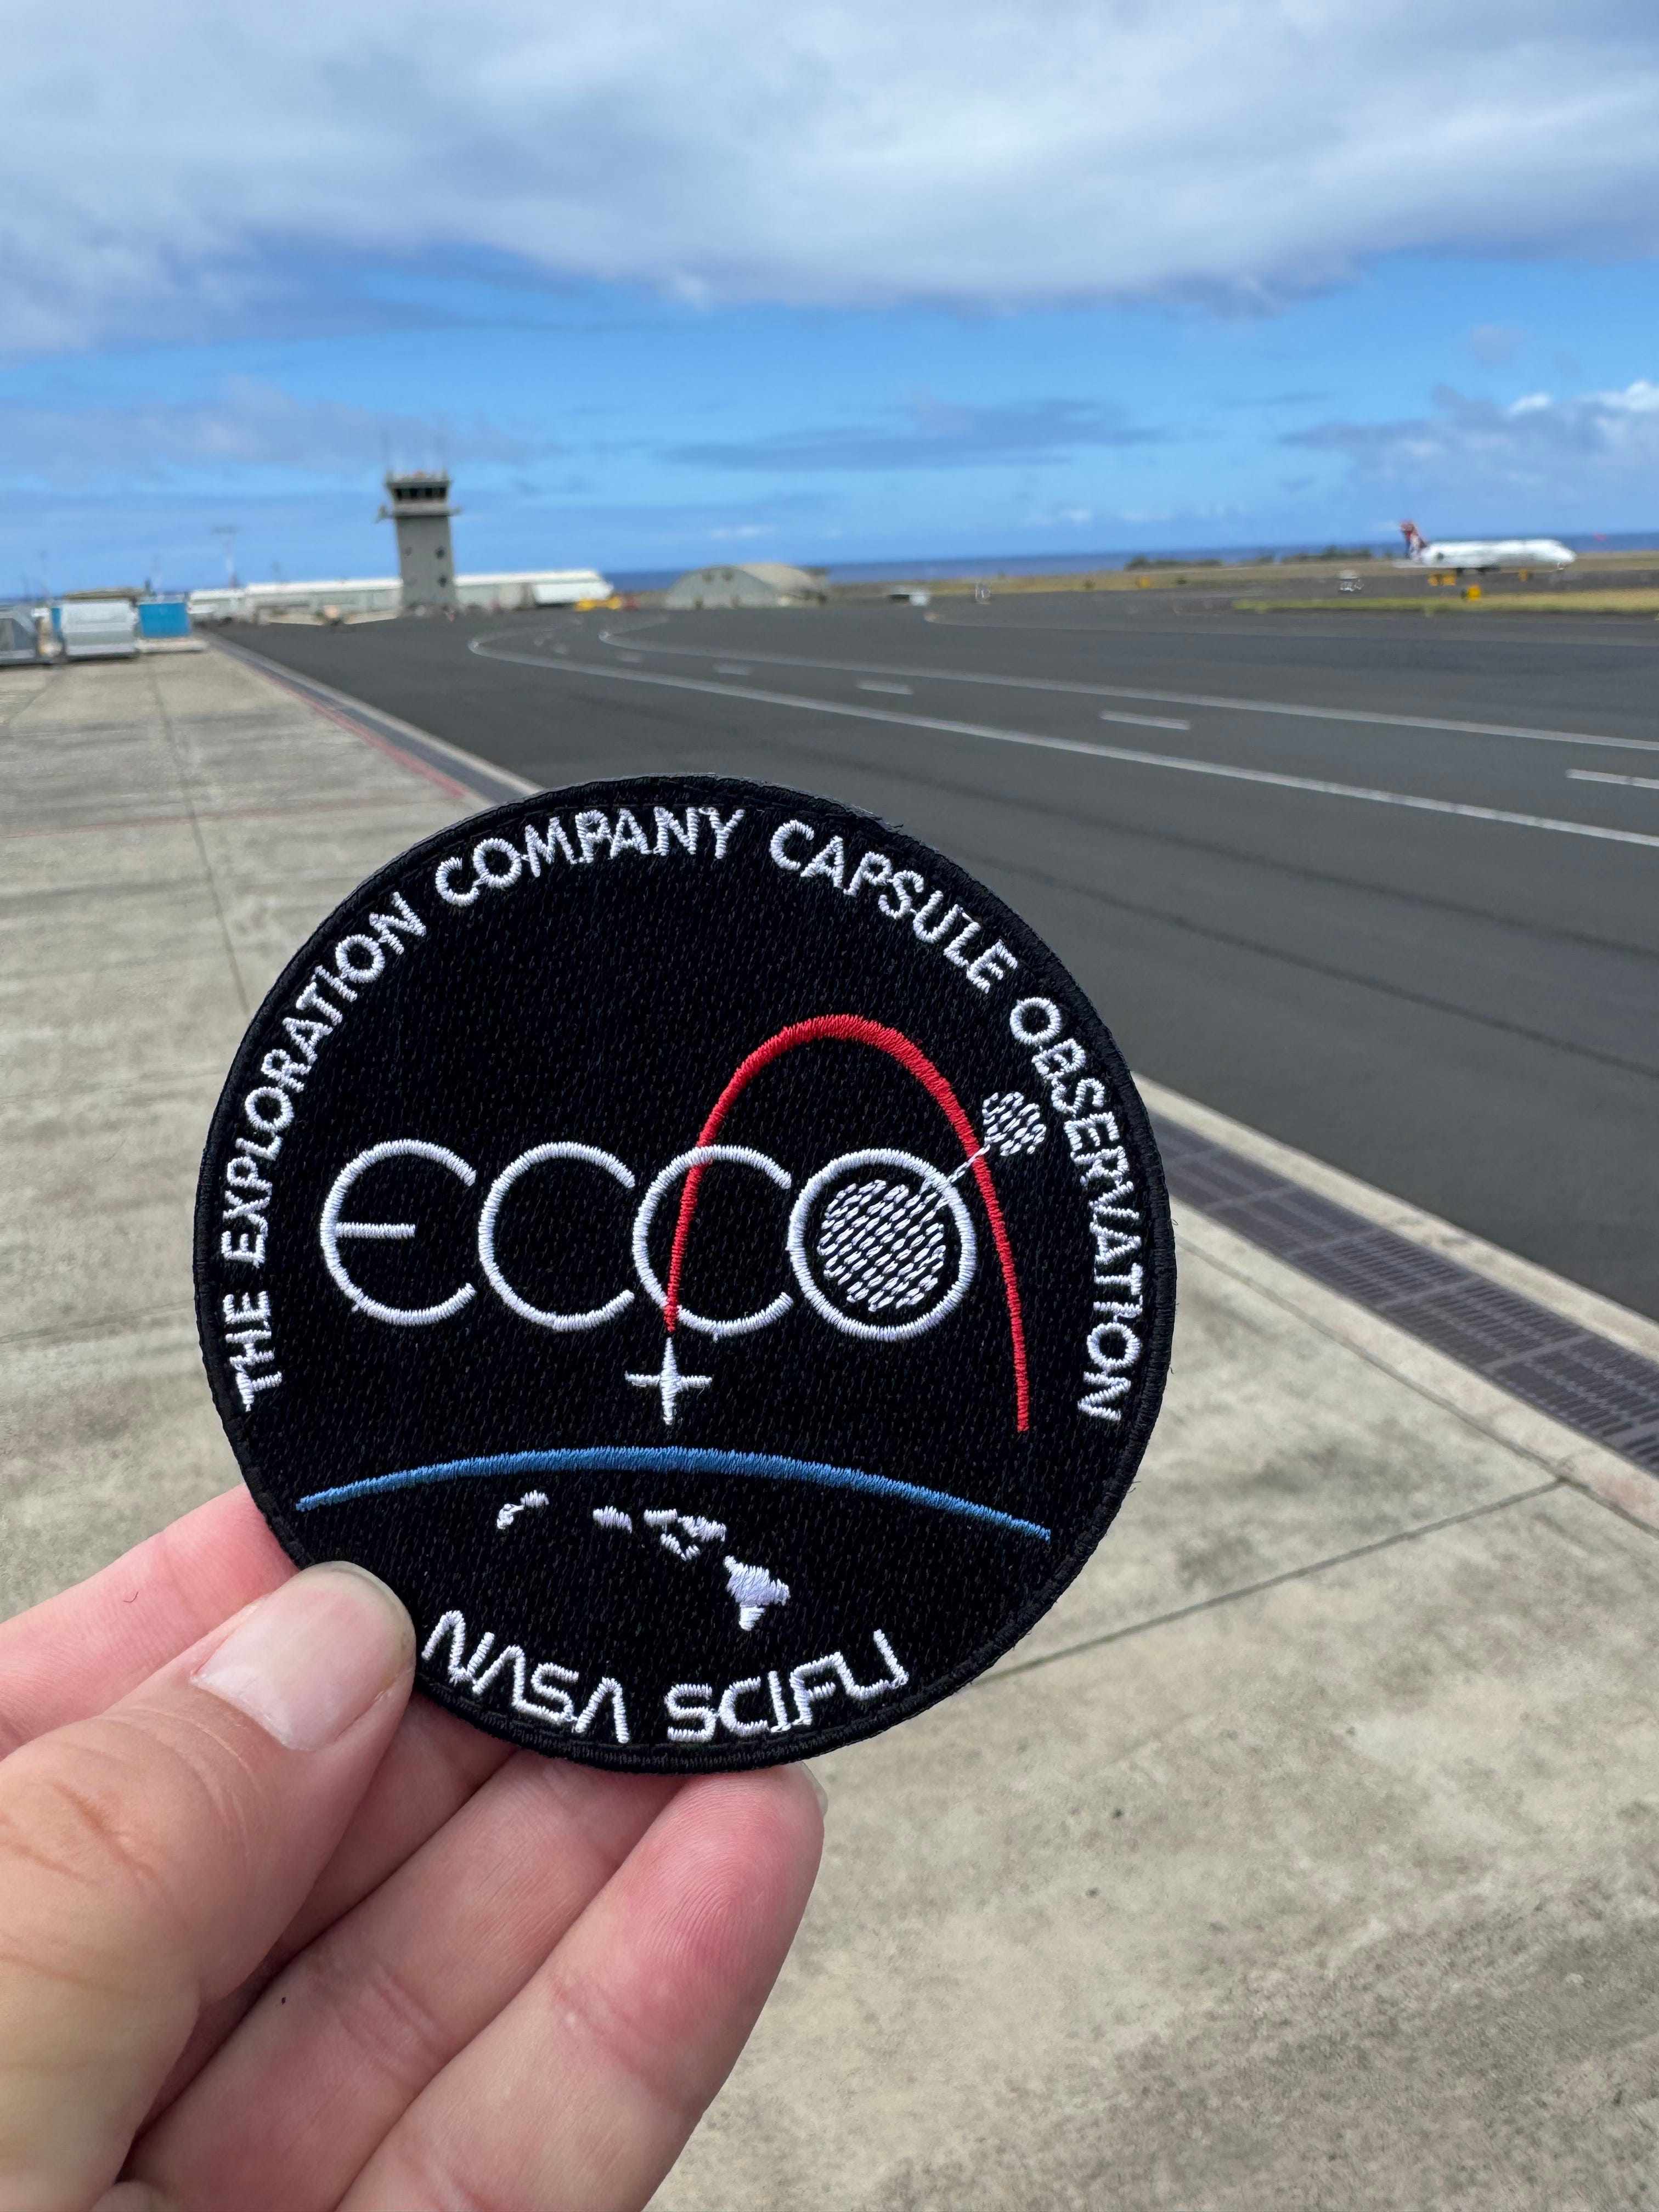 THE EXPLORATION COMPANY CAPSULE OBSERVATION
ECCO
NASA SCIFLI